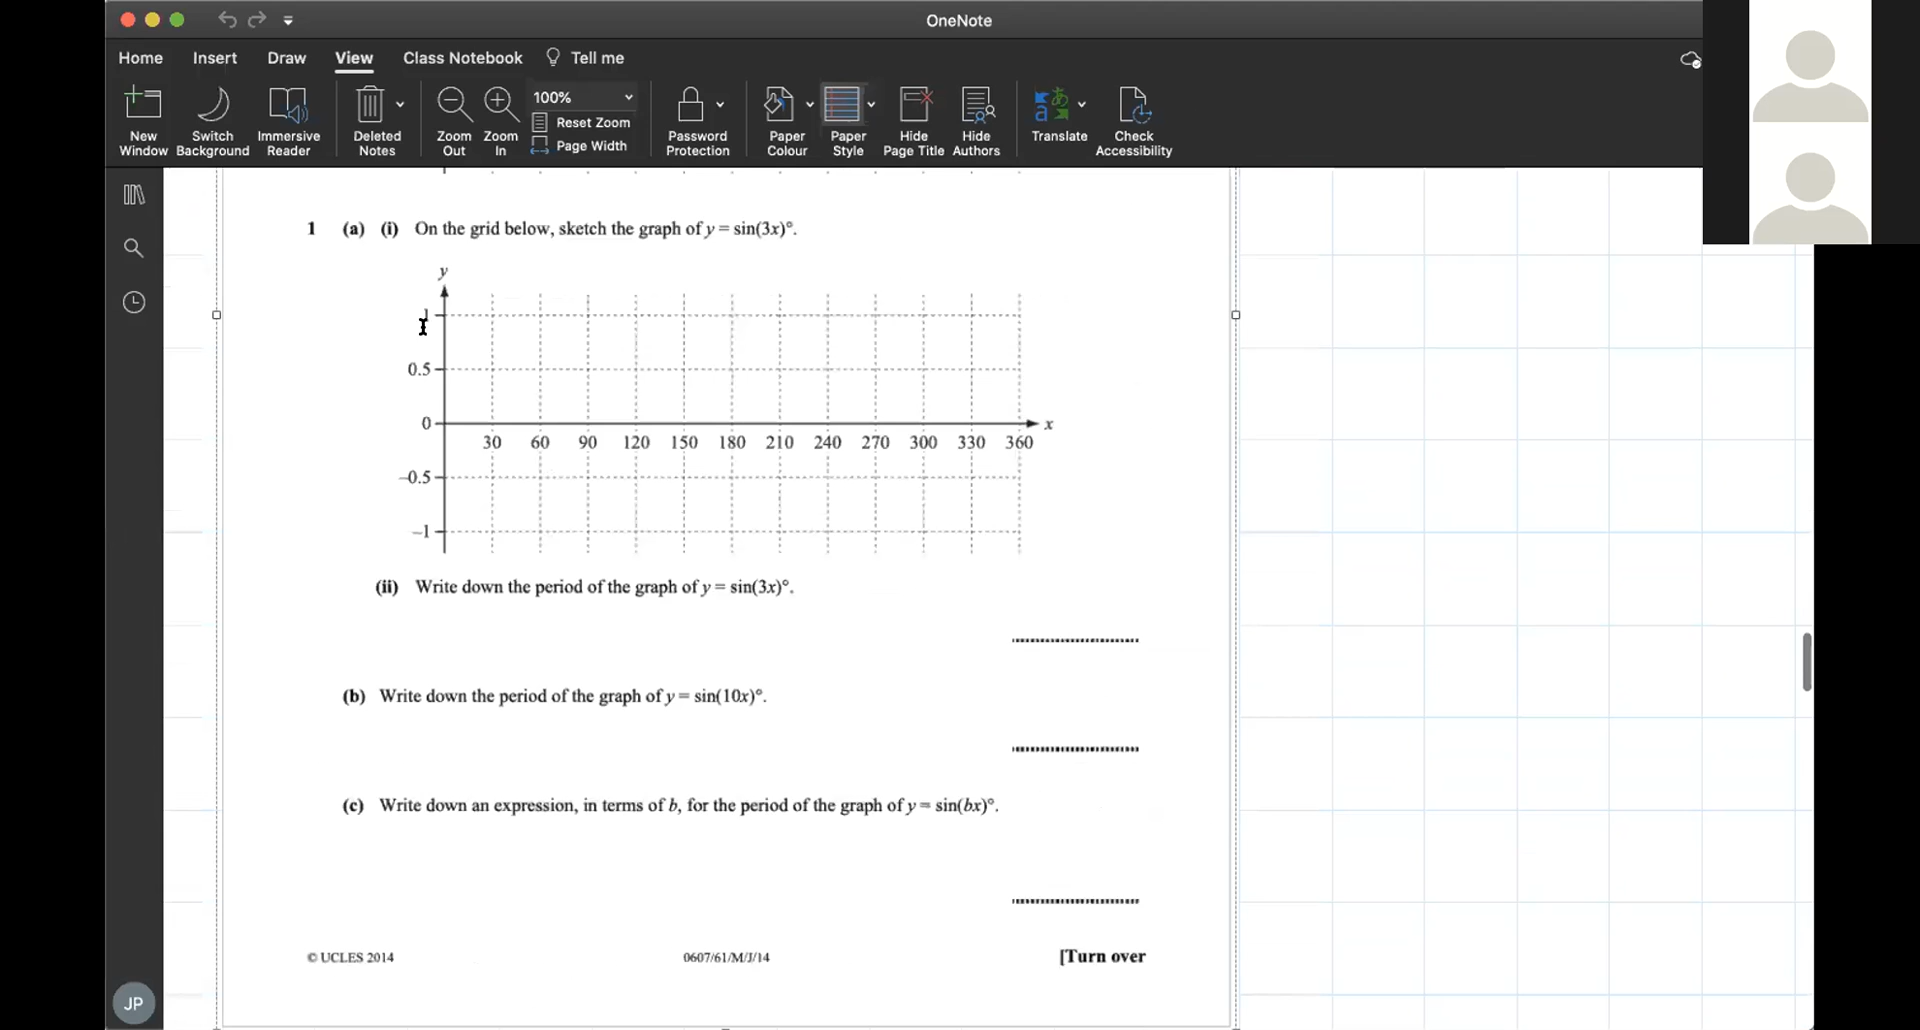 OneNote
Home Insert Draw View Class Notebook Tell me
New Window
Switch Background
Immersive Reader
Deleted Notes
Zoom Out
Zoom In
100%
Reset Zoom
Page Width
Password Protection
Paper Colour
Paper Style
Hide Page Title
Hide Authors
Translate
Check Accessibility
1 (a) (i) On the grid below, sketch the graph of y = sin(3x)°.
y
1
0.5
0
x
30 60 90 120 150 180 210 240 270 300 330 360
–0.5
–1
(ii) Write down the period of the graph of y = sin(3x)°.
(b) Write down the period of the graph of y = sin(10x)°.
(c) Write down an expression, in terms of b, for the period of the graph of y = sin(bx)°.
© UCLES 2014 0607/61/M/J/14 [Turn over
JP